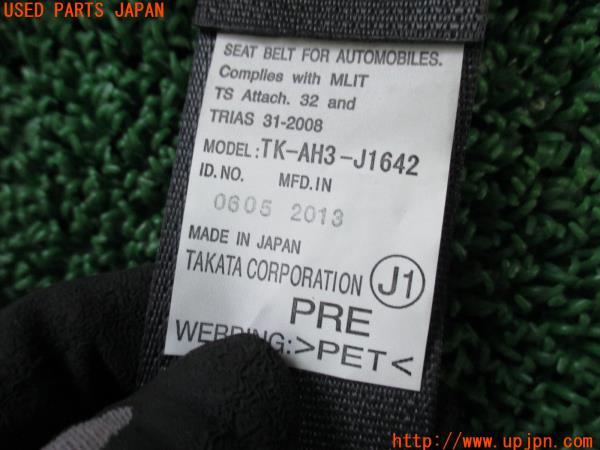 USED PARTS JAPAN
SEAT BELT FOR AUTOMOBILES.
Complies with MLIT
TS Attach. 32 and
TRIAS 31-2008
MODEL:TK-AH3-J1642
ID.NO. MFD.IN
0605 2013
MADE IN JAPAN
TAKATA CORPORATION J1
PRE
>PET<
http://www.upjpn.com/